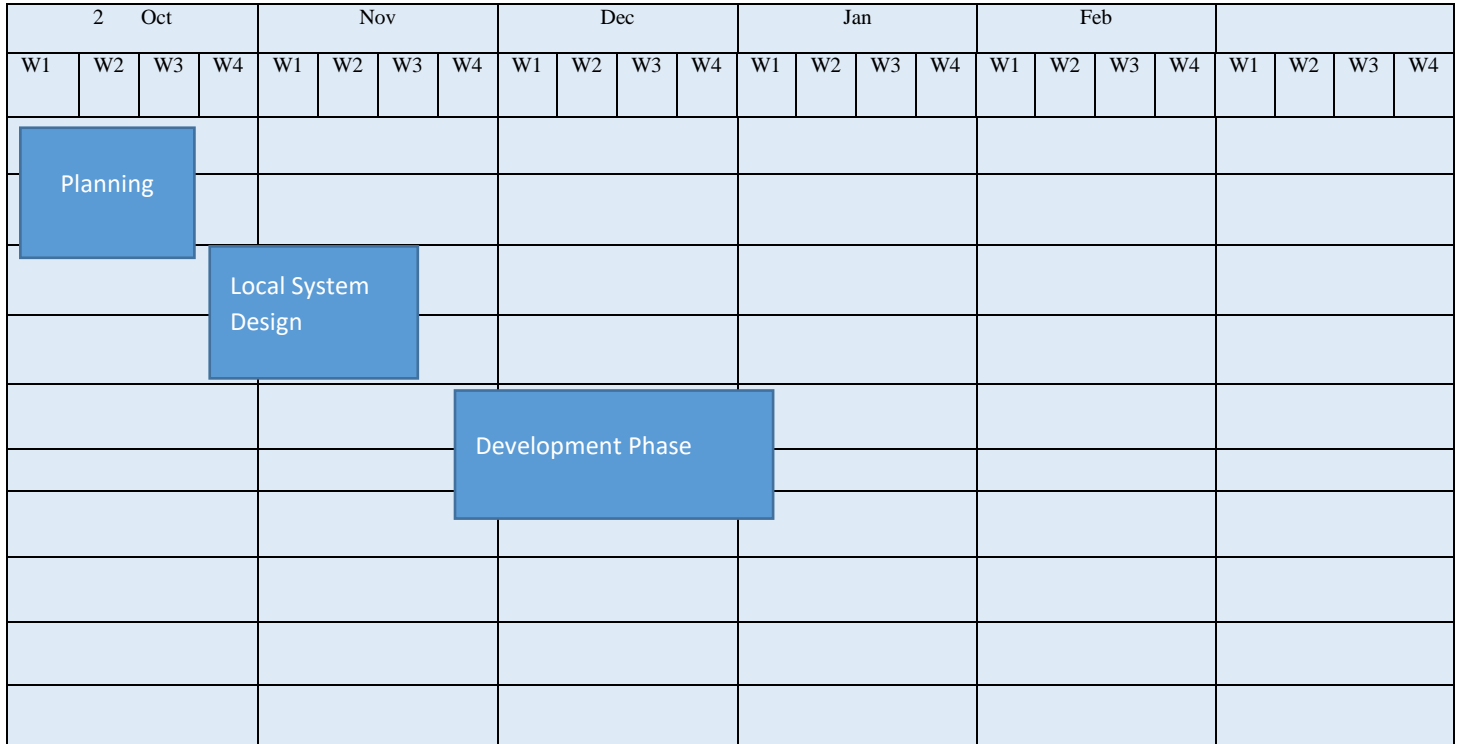 2 Oct Nov Dec Jan Feb
W1 W2 W3 W4 W1 W2 W3 W4 W1 W2 W3 W4 W1 W2 W3 W4 W1 W2 W3 W4 W1 W2 W3 W4
Planning
Local System
Design
Development Phase